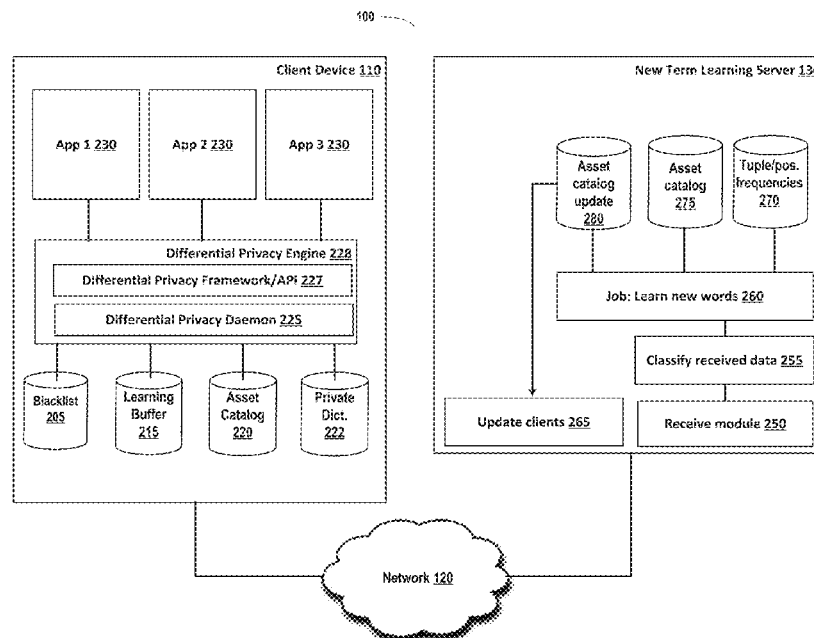 100
Client Device 110
App 1 230
App 2 230
App 3 230
Differential Privacy Engine 228
Differential Privacy Framework/API 227
Differential Privacy Daemon 225
Blacklist
205
Learning
Buffer
215
Asset
Catalog
220
Private
Dict.
222
New Term Learning Server
Asset
catalog
update
280
Asset
catalog
275
Tuple/pos.
frequencies
270
Job: Learn new words 260
Classify received data 255
Update clients 265
Receive module 250
Network 120